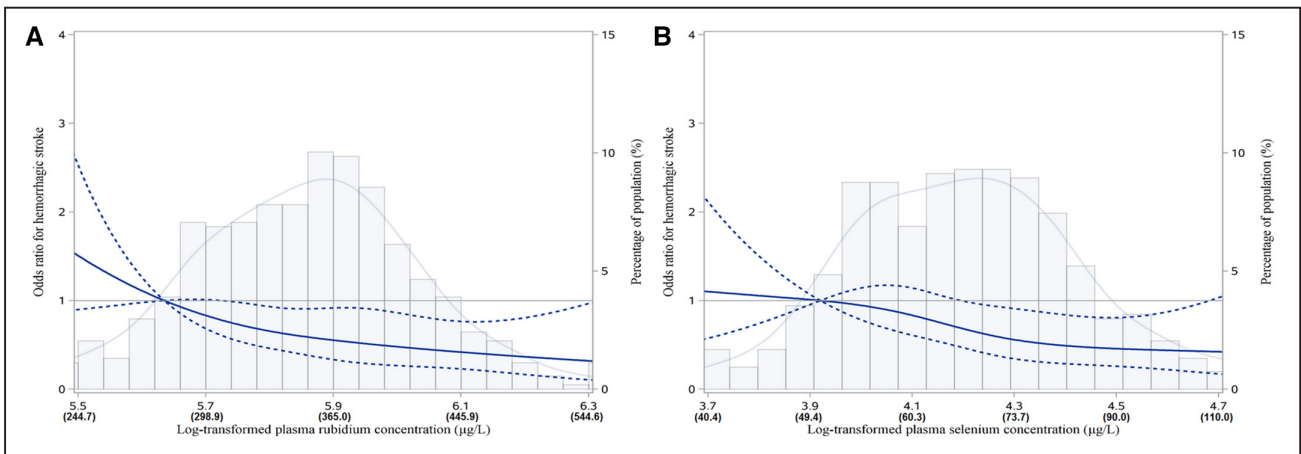 A
B
4
3
2
1
0
15
10
5
0
Odds ratio for hemorrhagic stroke
Percentage of population (%)
5.5 5.7 5.9 6.1 6.3
(244.7) (298.9) (365.0) (445.9) (544.6)
Log-transformed plasma rubidium concentration (µg/L)
4
3
2
1
0
15
10
5
0
Odds ratio for hemorrhagic stroke
Percentage of population (%)
3.7 3.9 4.1 4.3 4.5 4.7
(40.4) (49.4) (60.3) (73.7) (90.0) (110.0)
Log-transformed plasma selenium concentration (µg/L)